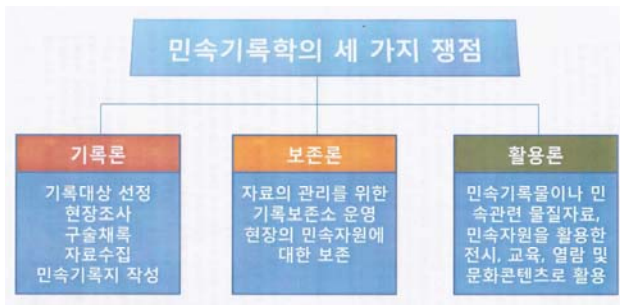 민속기록학의 세 가지 쟁점
기록론
기록대상 선정
현장조사
구술채록
자료수집
민속기록지 작성
보존론
자료의 관리를 위한
기록보존소 운영
현장의 민속자원에
대한 보존
활용론
민속기록물이나 민
속관련 물질자료,
민속자원을 활용한
전시, 교육, 열람 및
문화콘텐츠로 활용